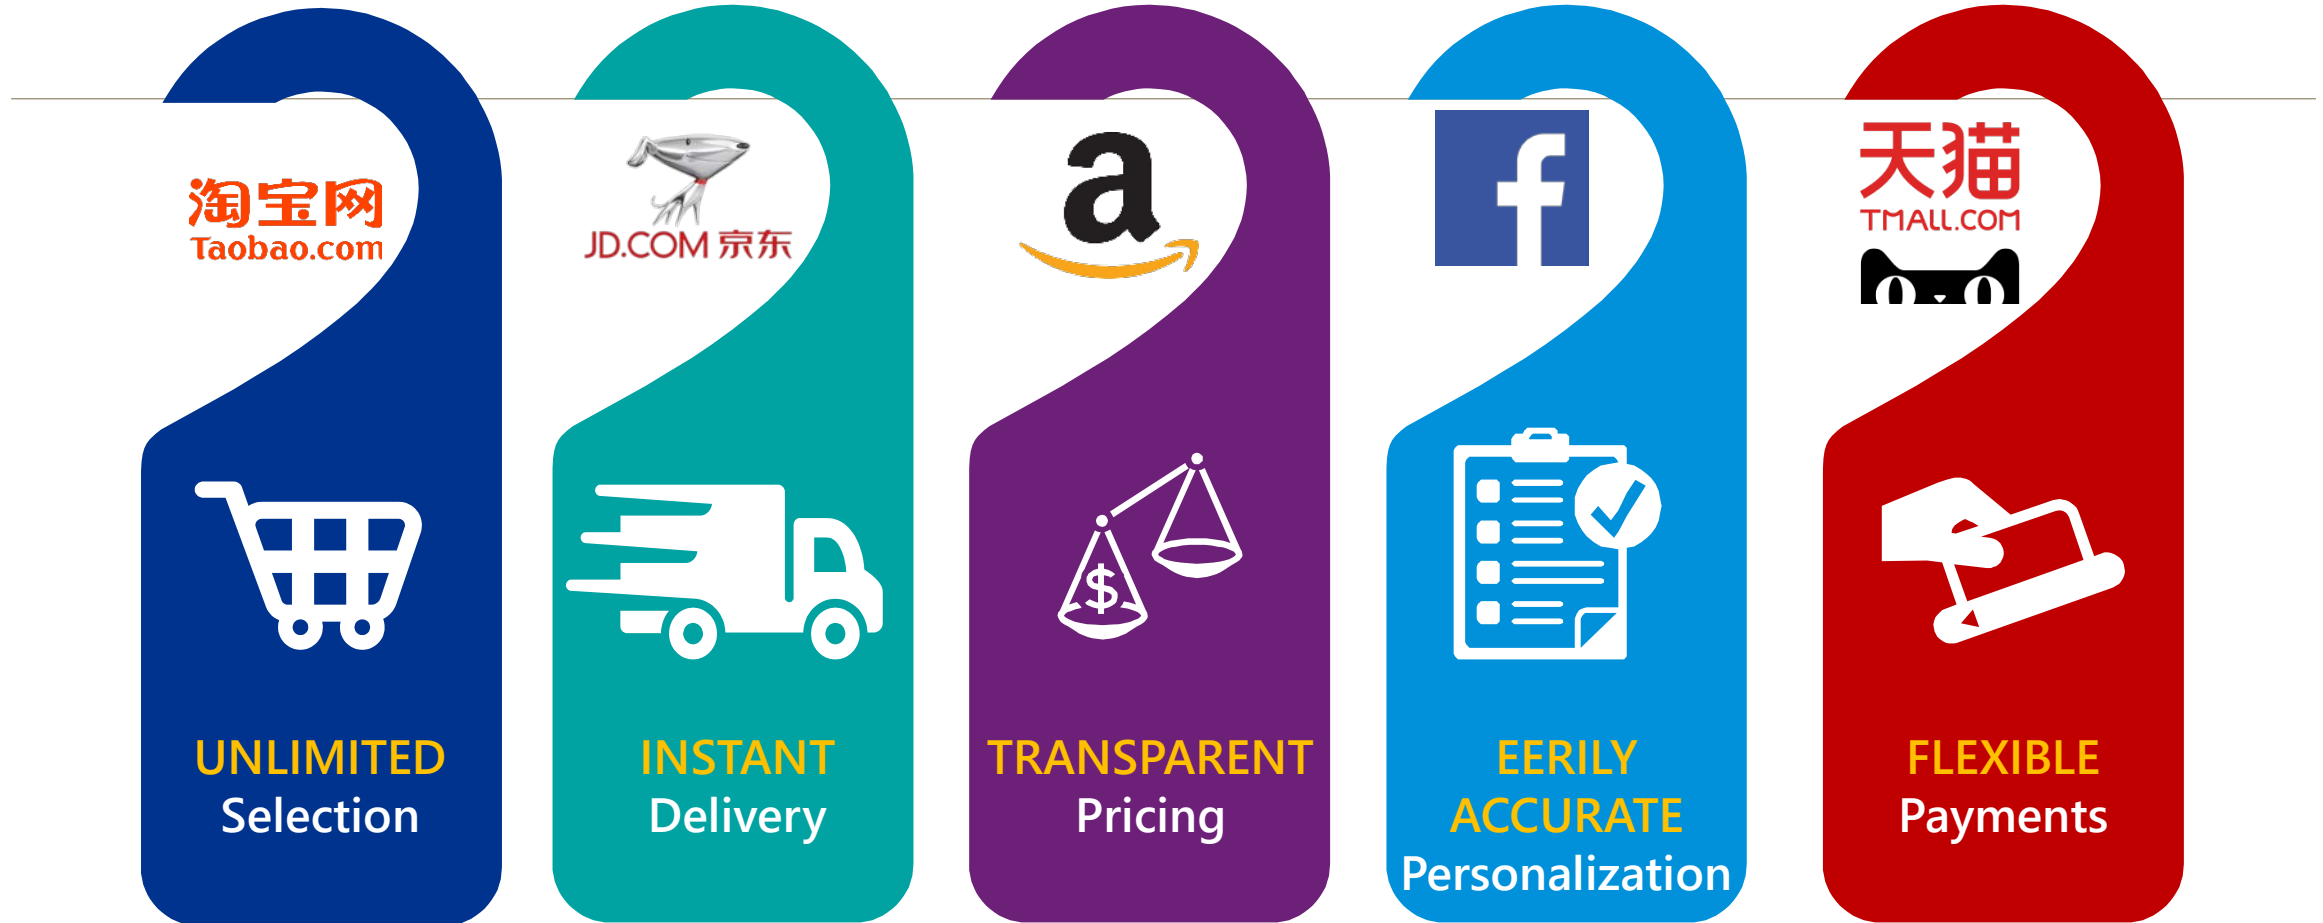 淘宝网
Taobao.com
UNLIMITED
Selection
JD.COM 京东
$
INSTANT
Delivery
a
TRANSPARENT
Pricing
f
EERILY
ACCURATE
Personalization
天猫
TMALL.COM
FLEXIBLE
Payments